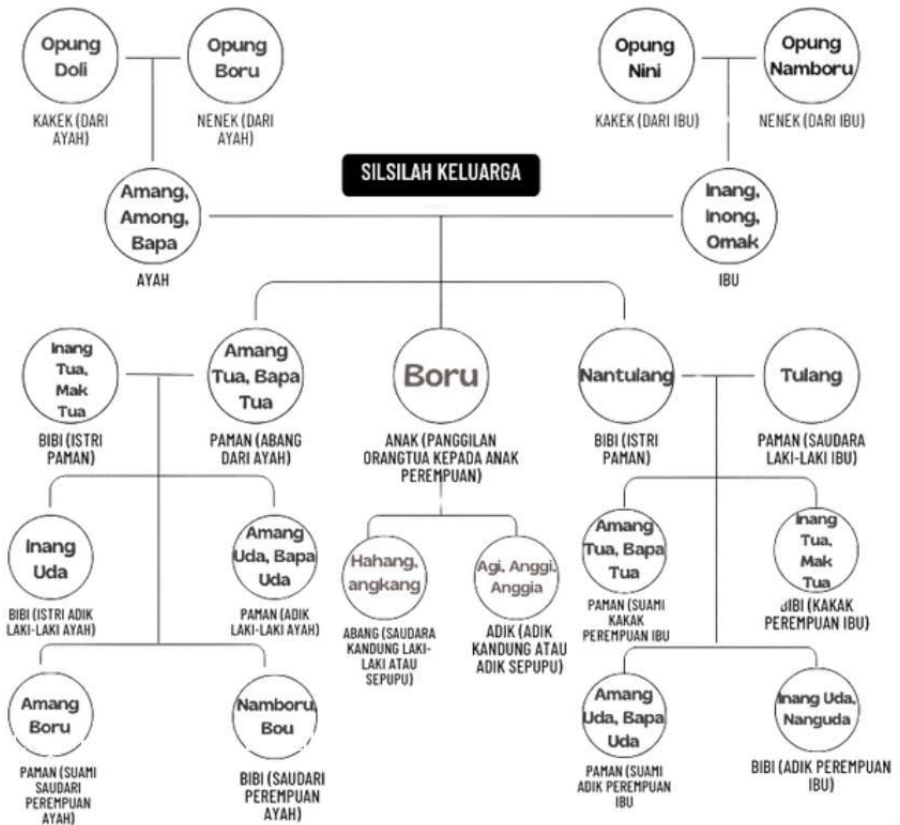 Opung
Doli
Opung
Boru
Opung
Nini
Opung
Namboru
KAKEK (DARI
AYAH)
NENEK (DARI
AYAH)
KAKEK (DARI IBU)
NENEK (DARI IBU)
SILSILAH KELUARGA
Amang,
Among,
Bapa
AYAH
Inang,
Inong,
Omak
IBU
Inang
Tua,
Mak
Tua
BIBI (ISTRI
PAMAN)
Amang
Tua, Bapa
Tua
PAMAN (ABANG
DARI AYAH)
Boru
ANAK (PANGGILAN
ORANGTUA KEPADA ANAK
PEREMPUAN)
Nantulang
BIBI (ISTRI
PAMAN)
Tulang
PAMAN (SAUDARA
LAKI-LAKI IBU)
Inang
Uda
BIBI (ISTRI ADIK
LAKI-LAKI AYAH)
Amang
Uda, Bapa
Uda
PAMAN (ADIK
LAKI-LAKI AYAH)
Hahang,
angkang
ABANG (SAUDARA
KANDUNG LAKI-
LAKI ATAU
SEPUPU)
Agi, Anggi,
Anggia
ADIK (ADIK
KANDUNG ATAU
ADIK SEPUPU)
Amang
Tua, Bapa
Tua
PAMAN (SUAMI
KAKAK
PEREMPUAN IBU
Inang
Tua,
Mak
Tua
BIBI (KAKAK
PEREMPUAN IBU)
Amang
Boru
PAMAN (SUAMI
SAUDARI
PEREMPUAN
AYAH)
Namboru,
Bou
BIBI (SAUDARI
PEREMPUAN
AYAH)
Amang
Uda, Bapa
Uda
PAMAN (SUAMI
ADIK PEREMPUAN
IBU
Inang Uda,
Nanguda
BIBI (ADIK PEREMPUAN
IBU)